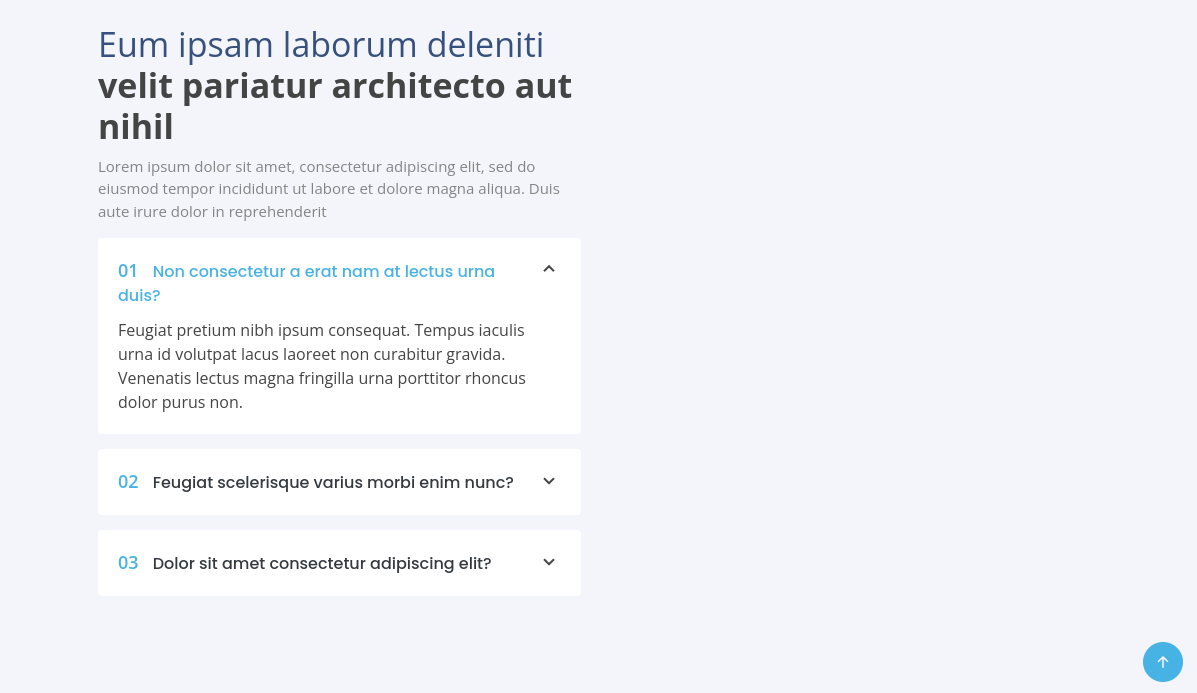 Eum ipsam laborum deleniti
velit pariatur architecto aut
nihil
Lorem ipsum dolor sit amet, consectetur adipiscing elit, sed do
eiusmod tempor incididunt ut labore et dolore magna aliqua. Duis
aute irure dolor in reprehenderit
01 Non consectetur a erat nam at lectus urna
duis?
Feugiat pretium nibh ipsum consequat. Tempus iaculis
urna id volutpat lacus laoreet non curabitur gravida.
Venenatis lectus magna fringilla urna porttitor rhoncus
dolor purus non.
02 Feugiat scelerisque varius morbi enim nunc?
03 Dolor sit amet consectetur adipiscing elit?